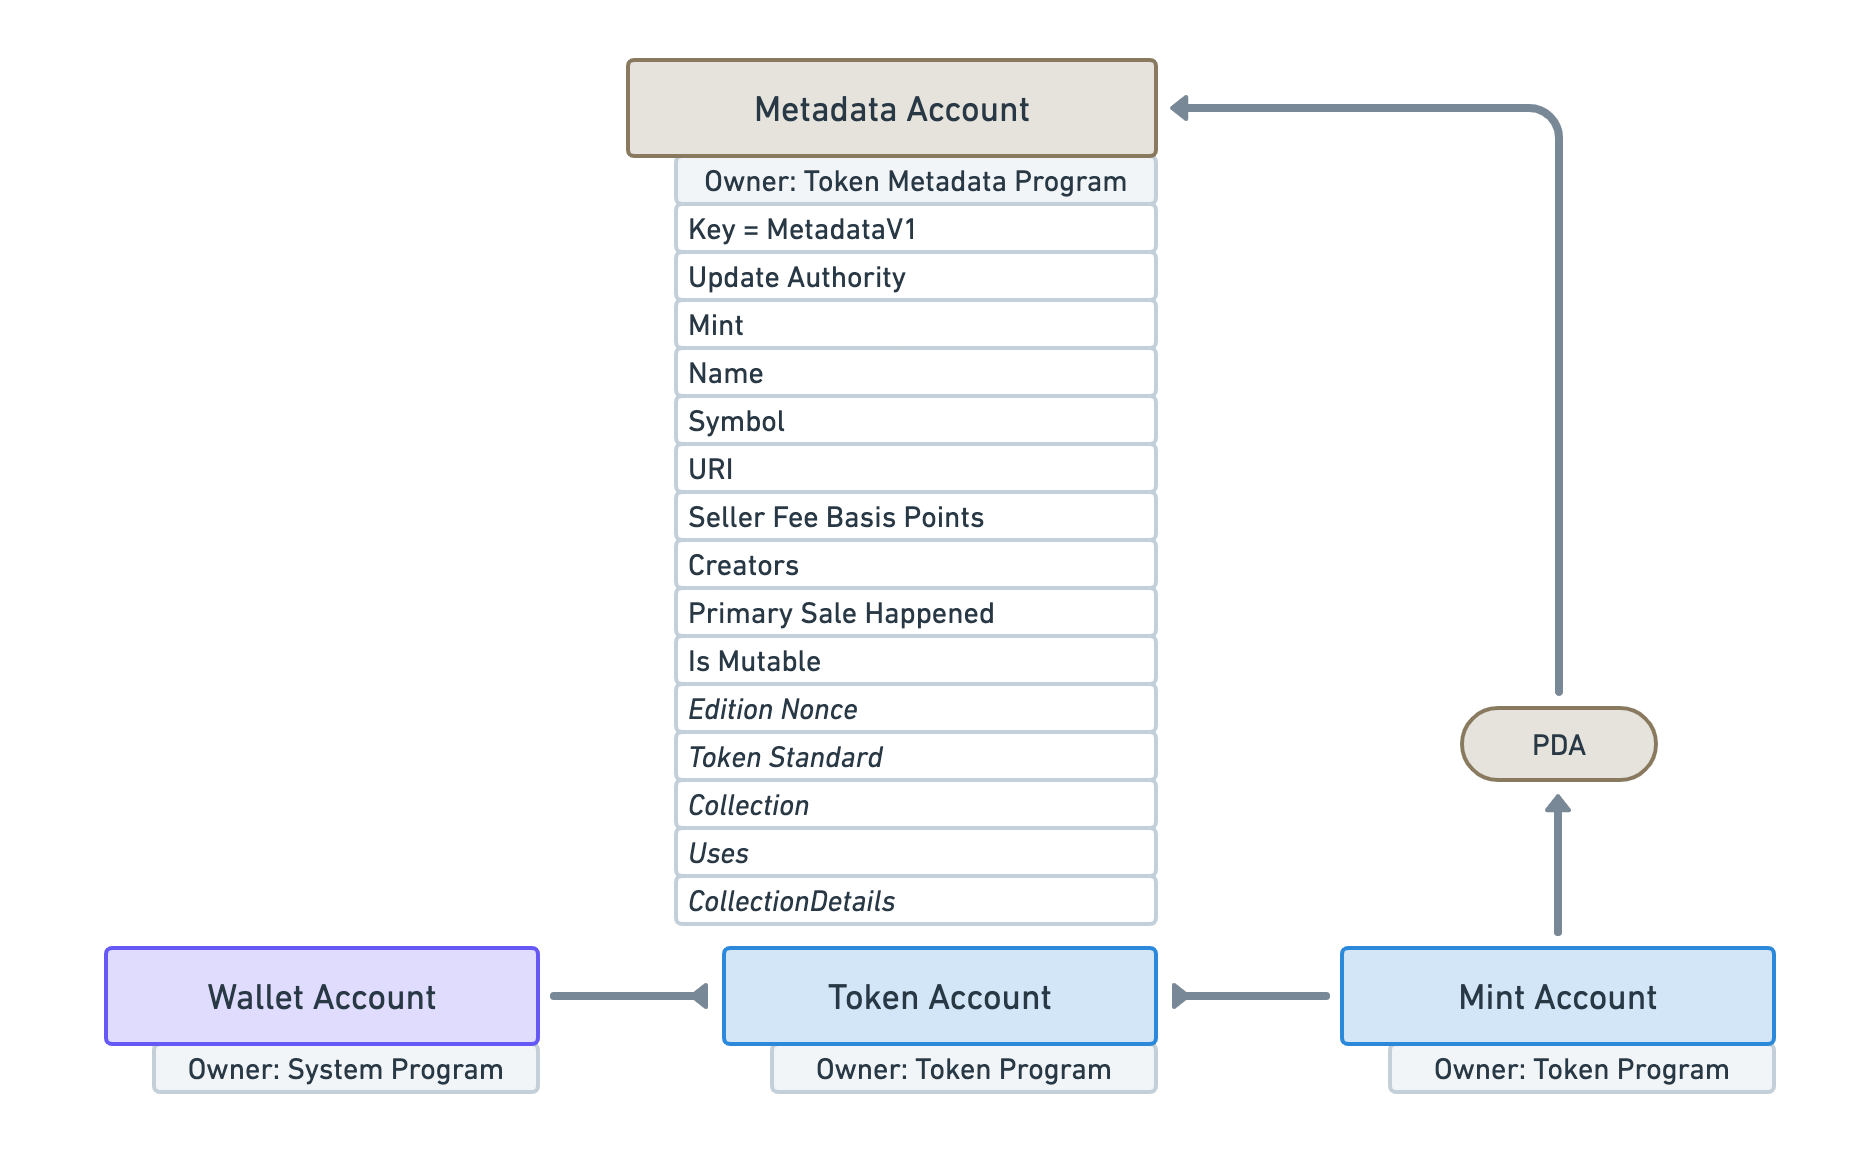 Metadata Account
Owner: Token Metadata Program
Key = MetadataV1
Update Authority
Mint
Name
Symbol
URI
Seller Fee Basis Points
Creators
Primary Sale Happened
Is Mutable
Edition Nonce
Token Standard
Collection
Uses
CollectionDetails
PDA
Wallet Account
Owner: System Program
Token Account
Owner: Token Program
Mint Account
Owner: Token Program